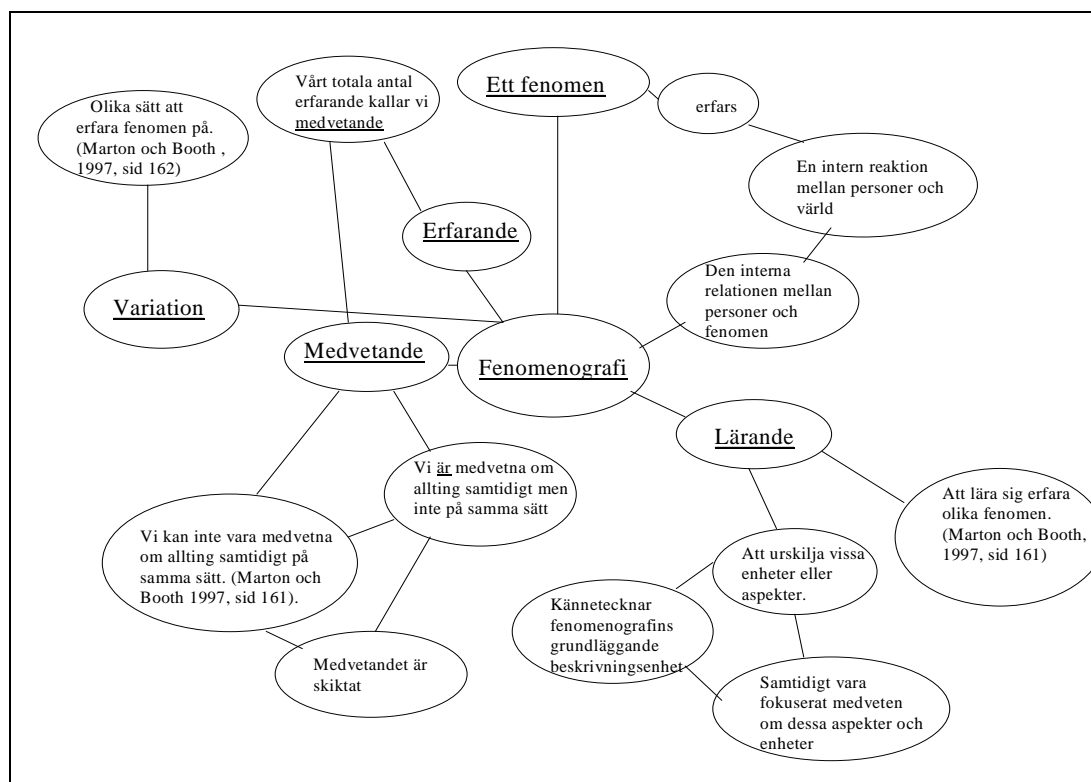 Vårt totala antal
erfarande kallar vi
medvetande
Ett fenomen
erfars
Olika sätt att
erfara fenomen på.
(Marton och Booth ,
1997, sid 162)
En intern reaktion
mellan personer och
värld
Erfarande
Den interna
relationen mellan
personer och
fenomen
Variation
Medvetande
Fenomenografi
Lärande
Vi är medvetna om
allting samtidigt men
inte på samma sätt
Att lära sig erfara
olika fenomen.
(Marton och Booth,
1997, sid 161)
Vi kan inte vara medvetna
om allting samtidigt på
samma sätt. (Marton och
Booth 1997, sid 161).
Att urskilja vissa
enheter eller
aspekter.
Kännetecknar
fenomenografins
grundläggande
beskrivningsenhet
Medvetandet är
skiktat
Samtidigt vara
fokuserat medveten
om dessa aspekter och
enheter